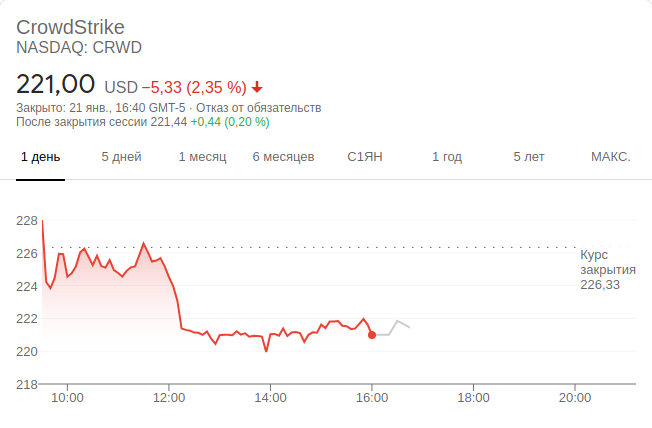 CrowdStrike
NASDAQ: CRWD
221,00 USD −5,33 (2,35 %)
Закрыто: 21 янв., 16:40 GMT-5 · Отказ от обязательств
После закрытия сессии 221,44 +0,44 (0,20 %)
1 день 5 дней 1 месяц 6 месяцев С1ЯН 1 год 5 лет МАКС.
228
226
224
222
220
218
Курс
закрытия
226,33
10:00 12:00 14:00 16:00 18:00 20:00